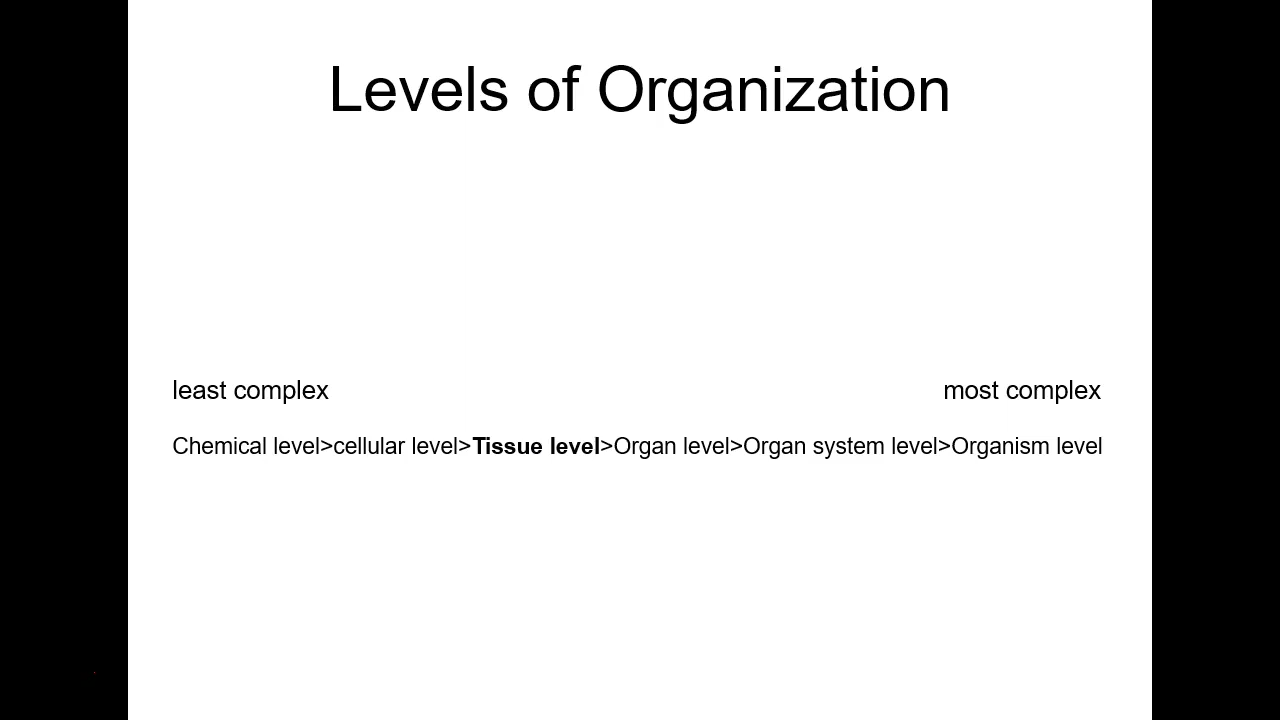 Levels of Organization
least complex most complex
Chemical level>cellular level>Tissue level>Organ level>Organ system level>Organism level